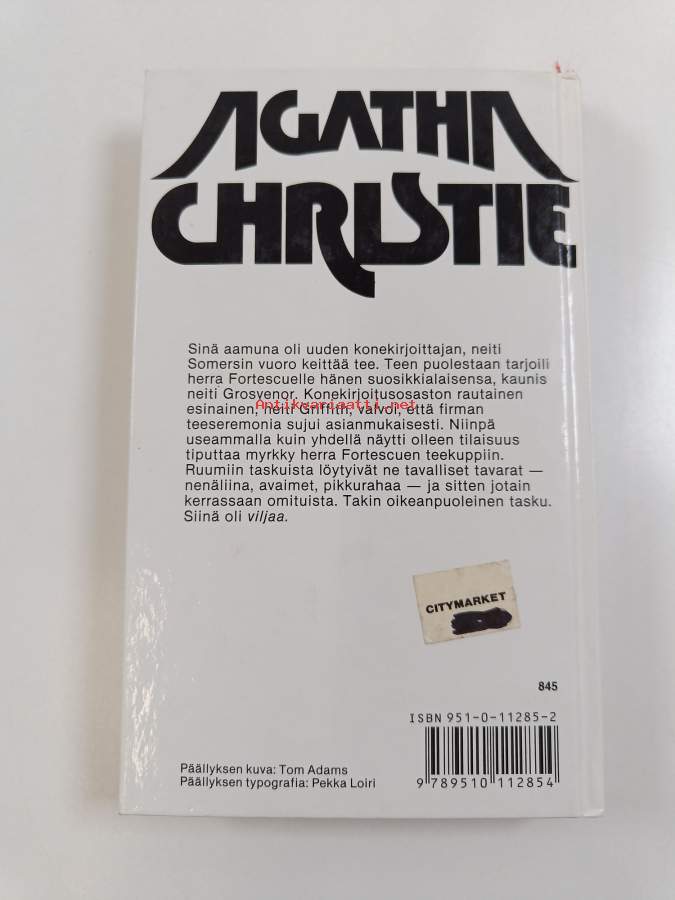 AGATHA
CHRISTIE
Sinä aamuna oli uuden konekirjoittajan, neiti
Somersin vuoro keittää tee. Teen puolestaan tarjoili
herra Fortescuelle hänen suosikkialaisensa, kaunis
neiti Grosvenor. Konekirjoitusosaston rautainen
Antikvariaatti.net
esinainen, neiti Griffith, valvoi, että firman
teeseremonia sujui asianmukaisesti. Niinpä
useammalla kuin yhdellä näytti olleen tilaisuus
tiputtaa myrkky herra Fortescuen teekuppiin.
Ruumiin taskuista löytyivät ne tavalliset tavarat —
nenäliina, avaimet, pikkurahaa — ja sitten jotain
kerrassaan omituista. Takin oikeanpuoleinen tasku.
Siinä oli viljaa.
CITYMARKET
845
ISBN 951-0-11285-2
Päällyksen kuva: Tom Adams
Päällyksen typografia: Pekka Loiri
9 789510 112854